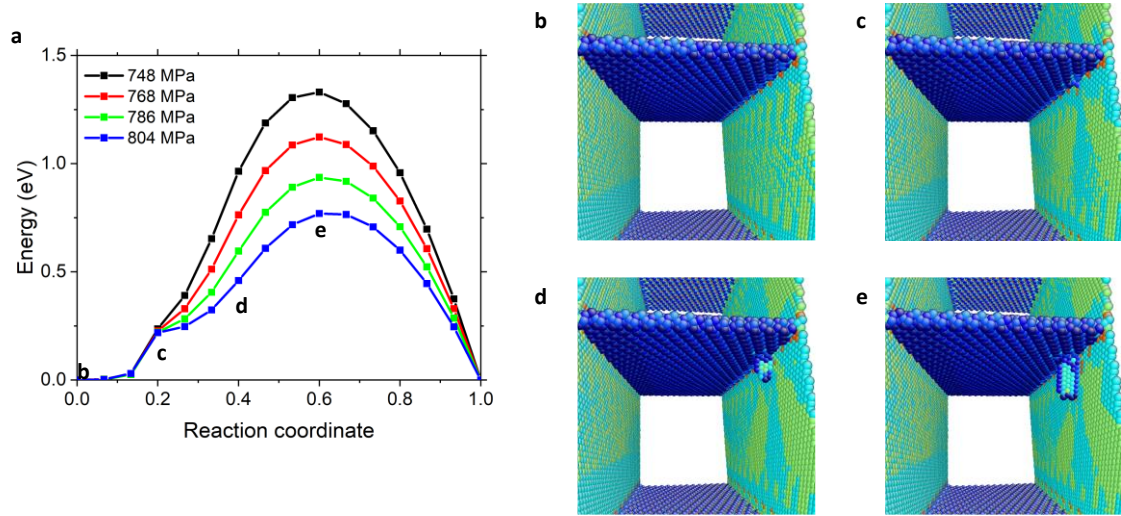 a
1.5
1.0
0.5
0.0
Energy (eV)
748 MPa
768 MPa
786 MPa
804 MPa
b
c
d
e
0.0 0.2 0.4 0.6 0.8 1.0
Reaction coordinate
b
c
d
e